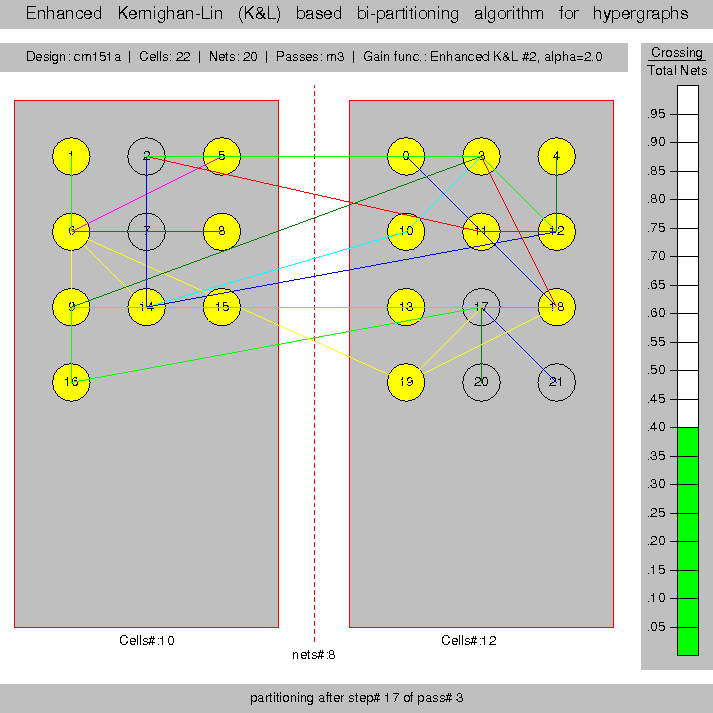 Enhanced Kernighan-Lin (K&L) based bi-partitioning algorithm for hypergraphs
Design: cm151a | Cells: 22 | Nets: 20 | Passes: m3 | Gain func.: Enhanced K&L #2, alpha=2.0
Crossing
Total Nets
.95
.90
.85
.80
.75
.70
.65
.60
.55
.50
.45
.40
.35
.30
.25
.20
.15
.10
.05
1 2 5 0 3 4
6 7 8 10 11 12
9 14 15 13 17 18
16 19 20 21
Cells#:10 Cells#:12
nets#:8
partitioning after step# 17 of pass# 3